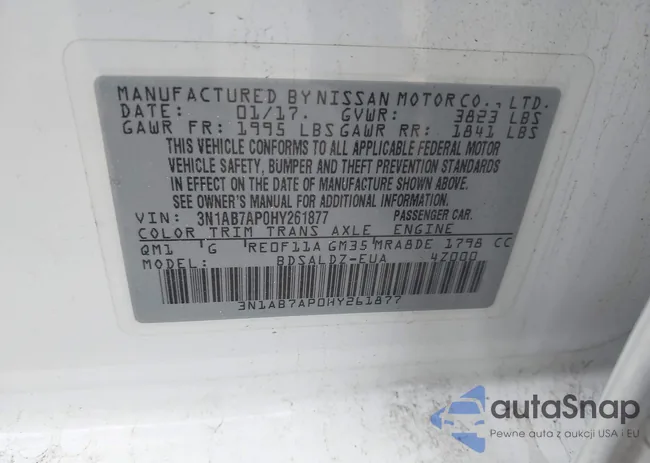 MANUFACTURED BY NISSAN MOTOR CO., LTD.
DATE: 01/17. GVWR: 3823 LBS
GAWR FR: 1995 LBS GAWR RR: 1841 LBS
THIS VEHICLE CONFORMS TO ALL APPLICABLE FEDERAL MOTOR
VEHICLE SAFETY, BUMPER AND THEFT PREVENTION STANDARDS
IN EFFECT ON THE DATE OF MANUFACTURE SHOWN ABOVE.
SEE OWNER'S MANUAL FOR ADDITIONAL INFORMATION.
VIN: 3N1AB7AP0HY261877 PASSENGER CAR.
COLOR TRIM TRANS AXLE ENGINE
QM1 G RE0F11A GM35 MRA8DE 1798 CC
MODEL: BDSALDZ-EUA 4Z000
3N1AB7AP0HY261877
autaSnap
Pewne auta z aukcji USA i EU